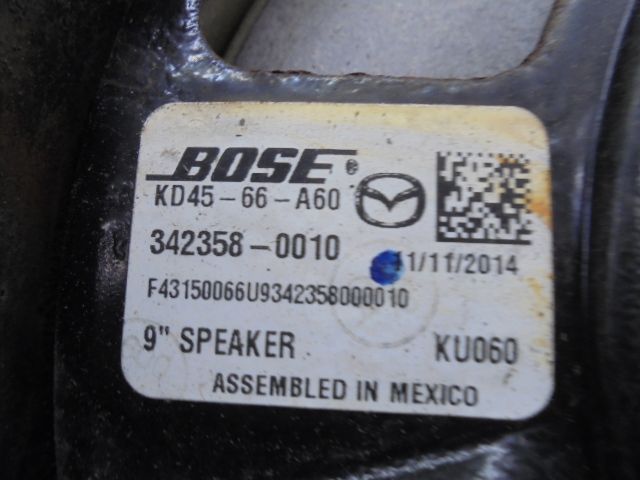 BOSE®
KD45-66-A60
342358-0010
11/11/2014
F43150066U9342358000010
9" SPEAKER KU060
ASSEMBLED IN MEXICO